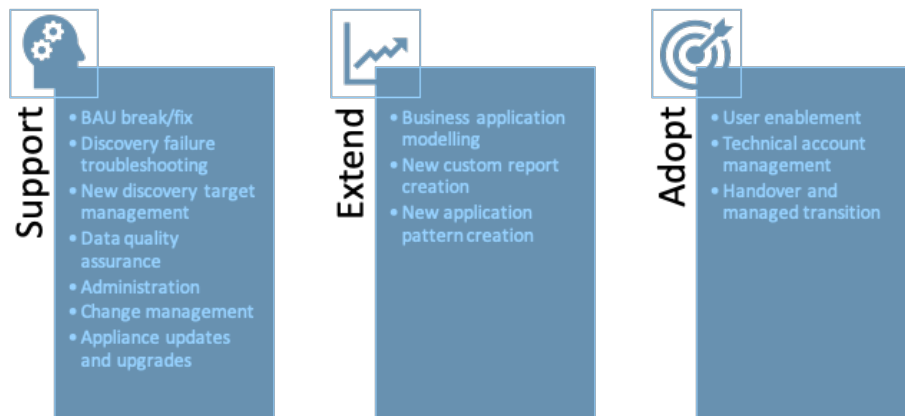 Support
• BAU break/fix
• Discovery failure
troubleshooting
• New discovery target
management
• Data quality
assurance
• Administration
• Change management
• Appliance updates
and upgrades
Extend
• Business application
modelling
• New custom report
creation
• New application
pattern creation
Adopt
• User enablement
• Technical account
management
• Handover and
managed transition